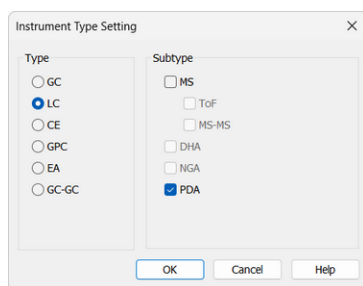 Instrument Type Setting
Type
GC
LC
CE
GPC
EA
GC-GC
Subtype
MS
ToF
MS-MS
DHA
NGA
PDA
OK Cancel Help